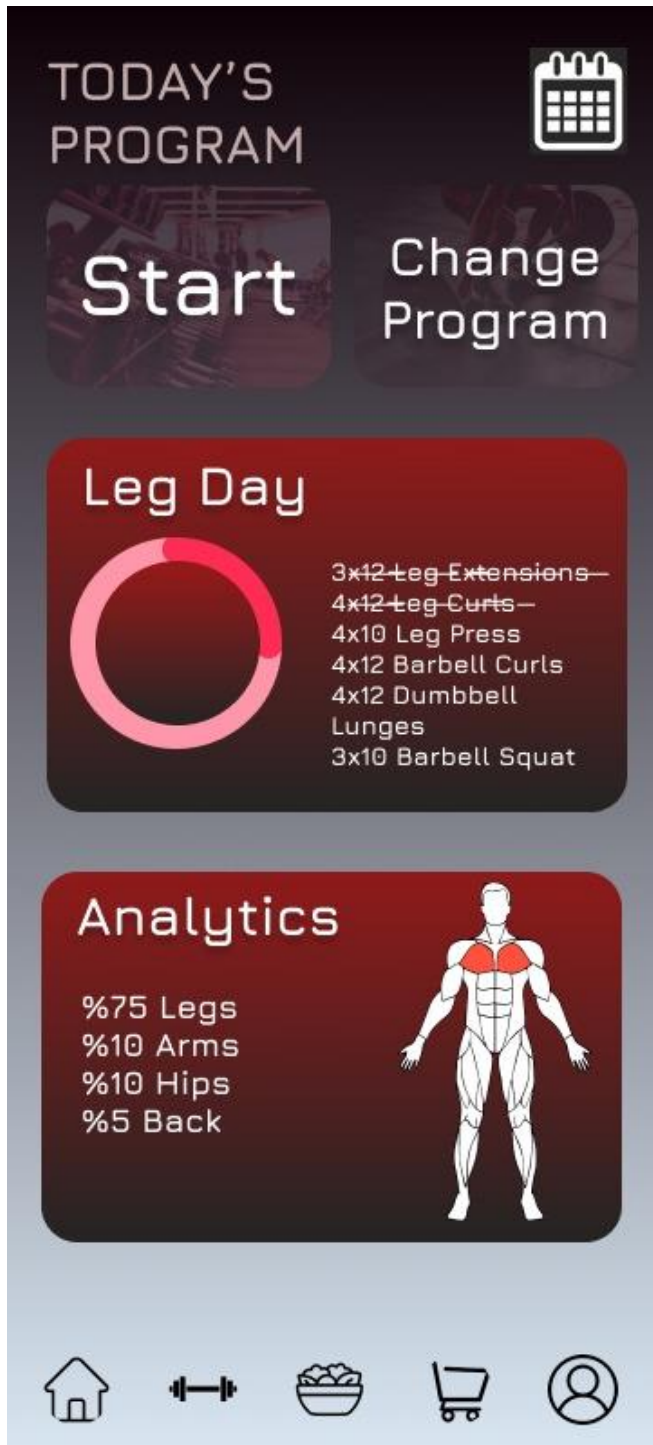 TODAY'S
PROGRAM
Start
Change
Program
Leg Day
3x12 Leg Extensions
4x12 Leg Curls
4x10 Leg Press
4x12 Barbell Curls
4x12 Dumbbell
Lunges
3x10 Barbell Squat
Analytics
%75 Legs
%10 Arms
%10 Hips
%5 Back